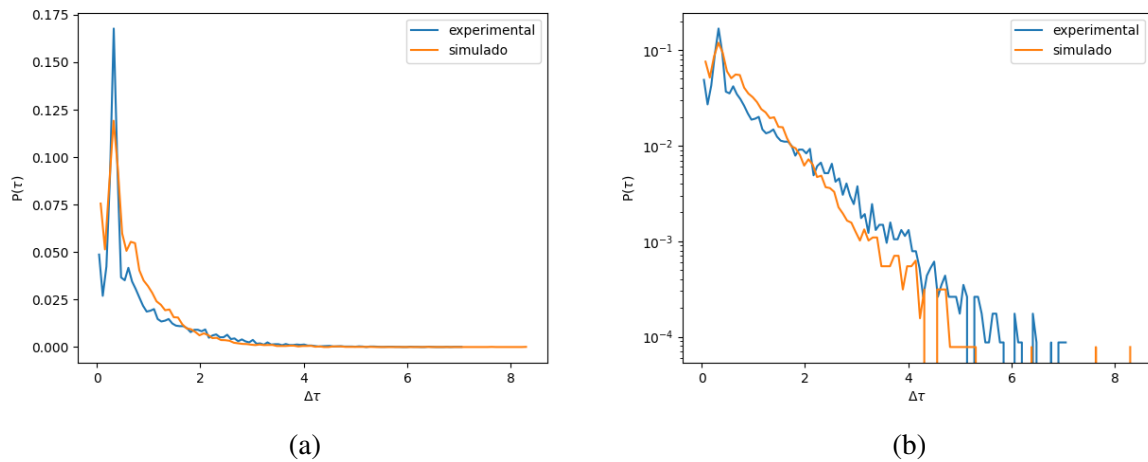 0.175
0.150
0.125
0.100
0.075
0.050
0.025
0.000
P(τ)
0
2
4
6
8
Δτ
experimental
simulado
(a)
10⁻¹
10⁻²
10⁻³
10⁻⁴
P(τ)
0
2
4
6
8
Δτ
experimental
simulado
(b)